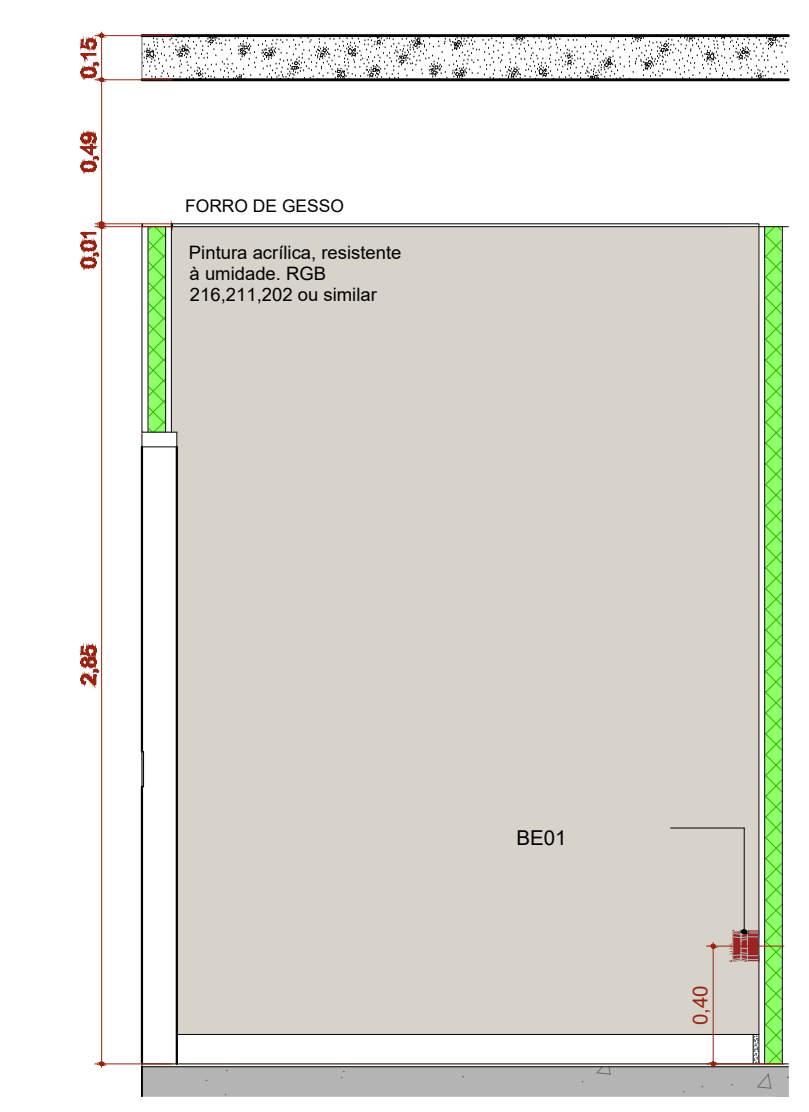 0,15
0,49
FORRO DE GESSO
0,01
Pintura acrílica, resistente
à umidade. RGB
216,211,202 ou similar
2,85
BE01
0,40